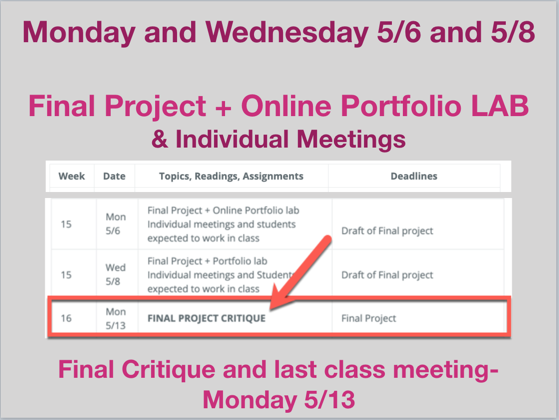 Monday and Wednesday 5/6 and 5/8
Final Project + Online Portfolio LAB
& Individual Meetings
Week Date Topics, Readings, Assignments Deadlines
15 Mon 5/6 Final Project + Online Portfolio lab
Individual meetings and students
expected to work in class Draft of Final project
15 Wed 5/8 Final Project + Portfolio lab
Individual meetings and Students
expected to work in class Draft of Final project
16 Mon 5/13 FINAL PROJECT CRITIQUE Final Project
Final Critique and last class meeting-
Monday 5/13